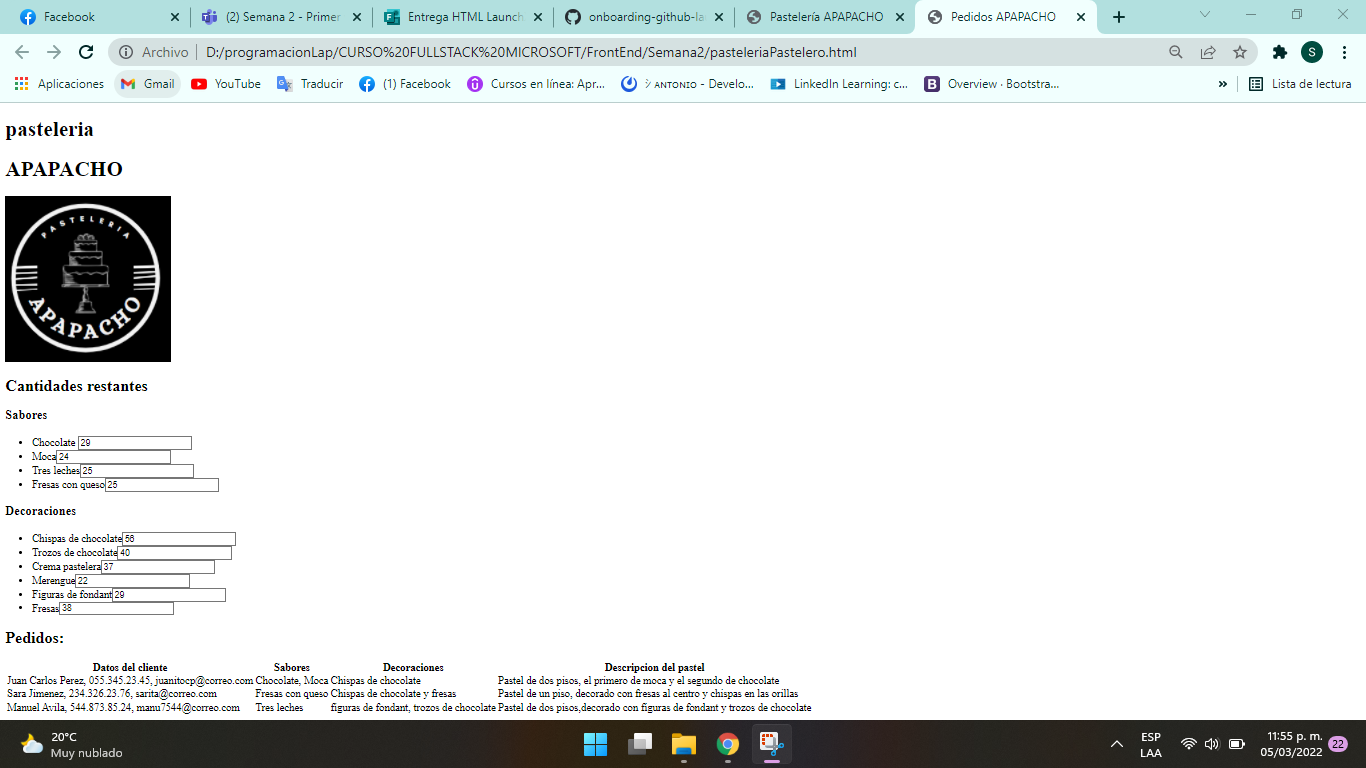 Facebook
(2) Semana 2 - Primer
Entrega HTML Launch
onboarding-github-la
Pastelería APAPACHO
Pedidos APAPACHO
Archivo
D:/programacionLap/CURSO%20FULLSTACK%20MICROSOFT/FrontEnd/Semana2/pasteleriaPastelero.html
S
Aplicaciones
Gmail
YouTube
Traducir
(1) Facebook
Cursos en línea: Apr...
シ ᴀɴᴛᴏɴɪᴏ - Develo...
LinkedIn Learning: c...
Overview · Bootstra...
»
Lista de lectura
pasteleria
APAPACHO
PASTELERIA
APAPACHO
Cantidades restantes
Sabores
Chocolate 29
Moca 24
Tres leches 25
Fresas con queso 25
Decoraciones
Chispas de chocolate 56
Trozos de chocolate 40
Crema pastelera 37
Merengue 22
Figuras de fondant 29
Fresas 38
Pedidos:
Datos del cliente Sabores Decoraciones Descripcion del pastel
Juan Carlos Perez, 055.345.23.45, juanitocp@correo.com Chocolate, Moca Chispas de chocolate Pastel de dos pisos, el primero de moca y el segundo de chocolate
Sara Jimenez, 234.326.23.76, sarita@correo.com Fresas con queso Chispas de chocolate y fresas Pastel de un piso, decorado con fresas al centro y chispas en las orillas
Manuel Avila, 544.873.85.24, manu7544@correo.com Tres leches figuras de fondant, trozos de chocolate Pastel de dos pisos,decorado con figuras de fondant y trozos de chocolate
20°C
Muy nublado
ESP
LAA
11:55 p. m.
05/03/2022
22